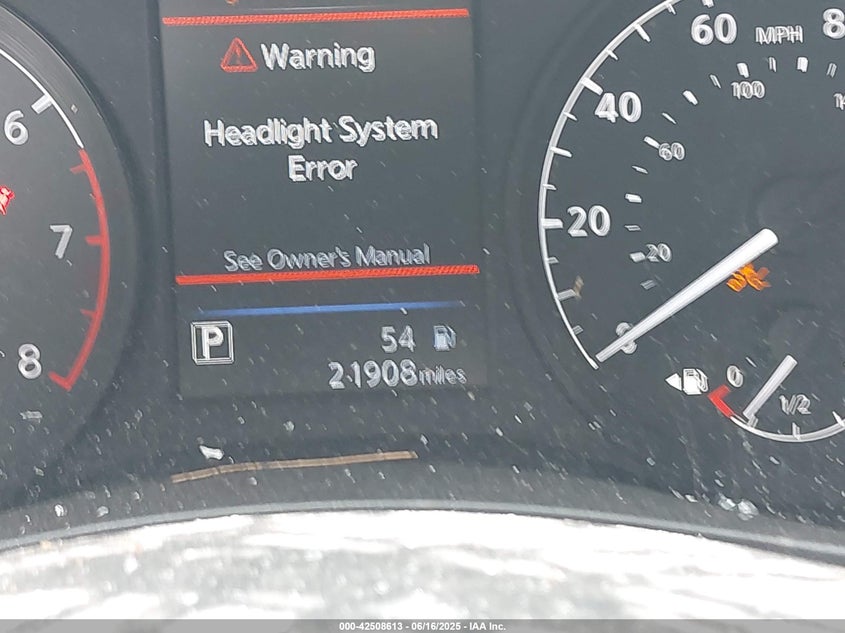 Warning
Headlight System
Error
See Owner's Manual
P 54
21908 miles
6
7
8
60 MPH
40
100
60
20
20
0
0
1/2
000-42508613 - 06/16/2025 - IAA Inc.